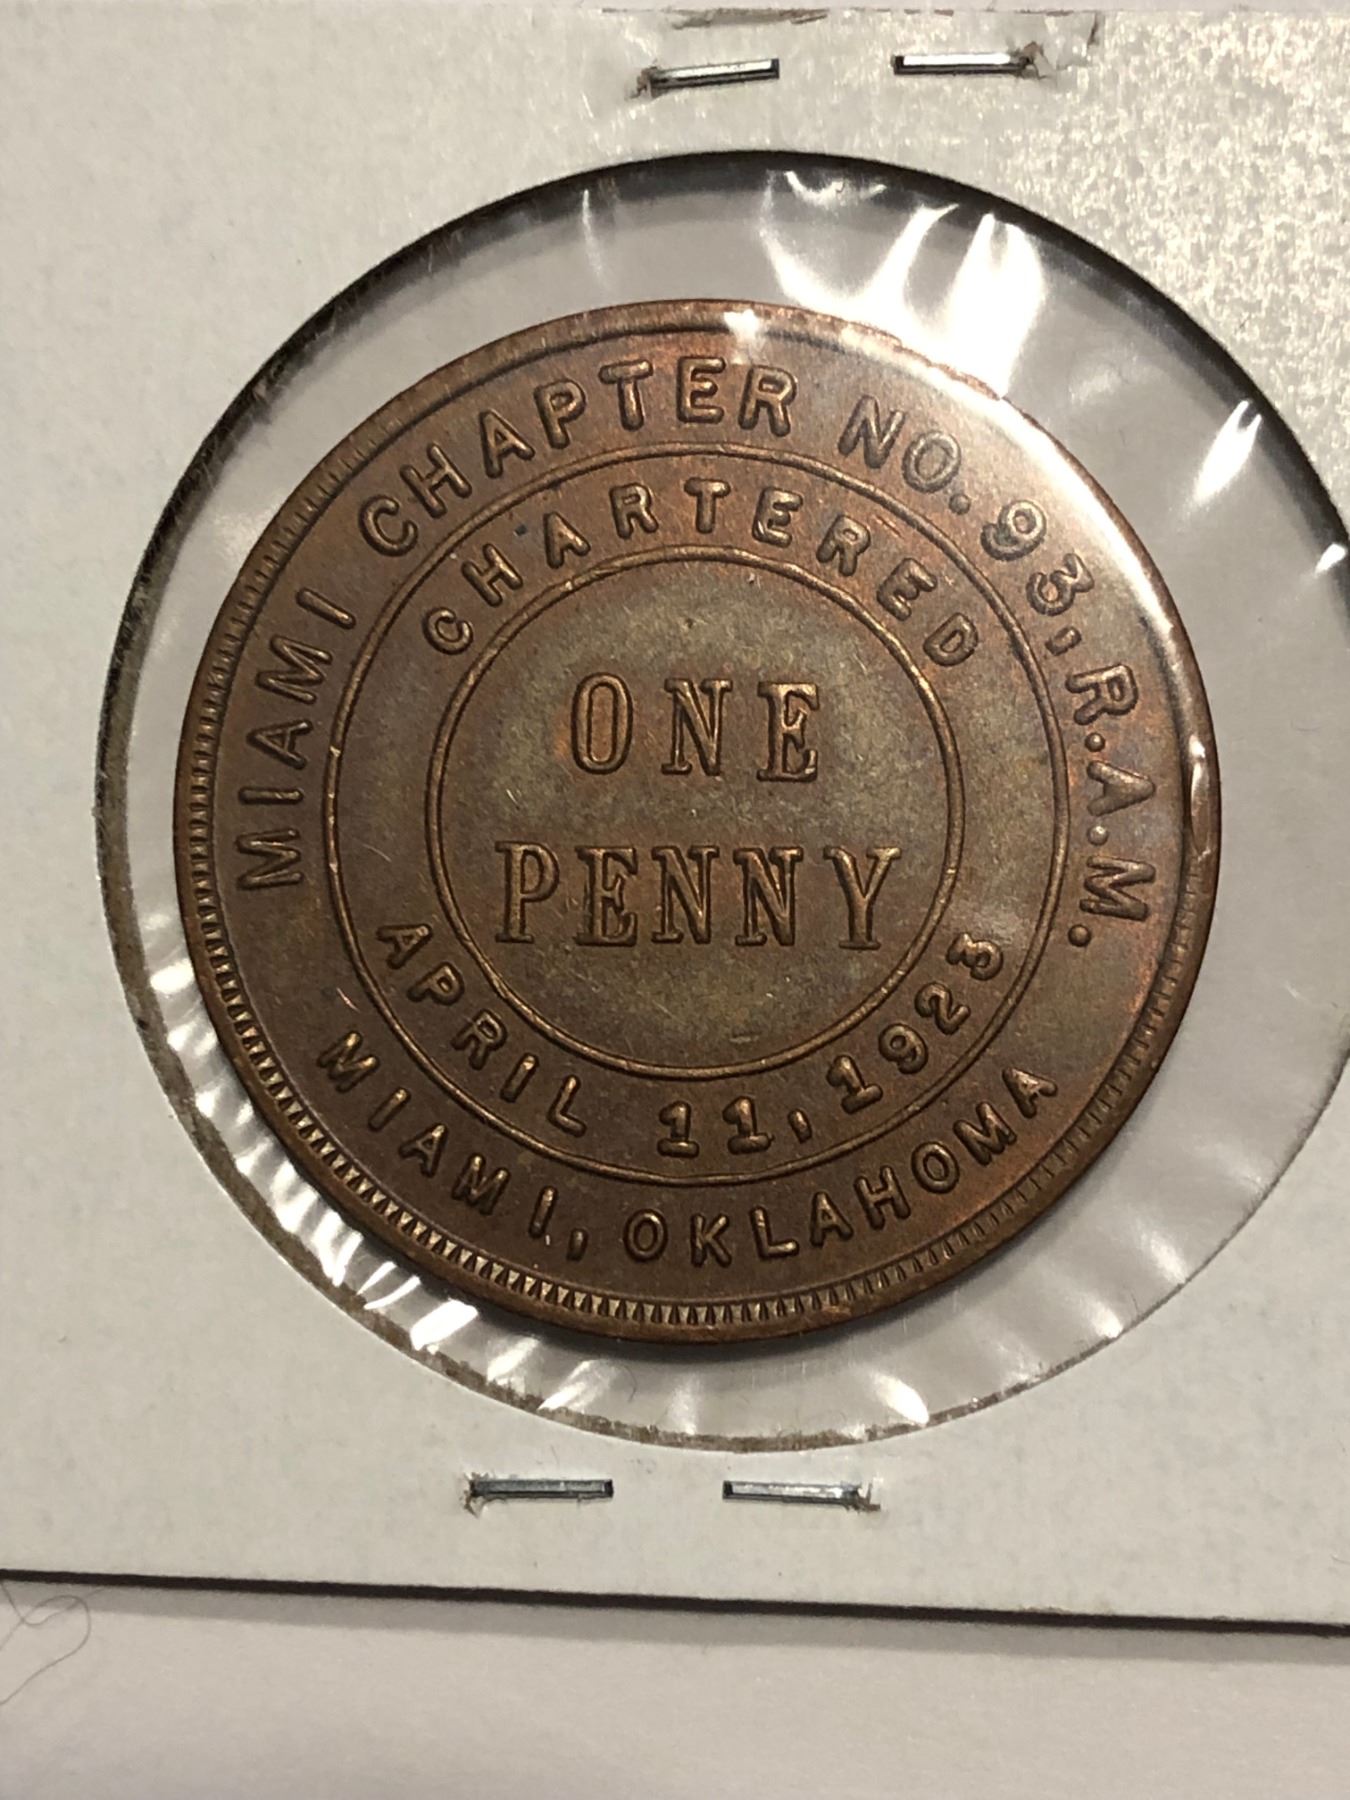 MIAMI CHAPTER NO. 93, R.A.M.
CHARTERED
ONE
PENNY
APRIL 11, 1923
MIAMI, OKLAHOMA